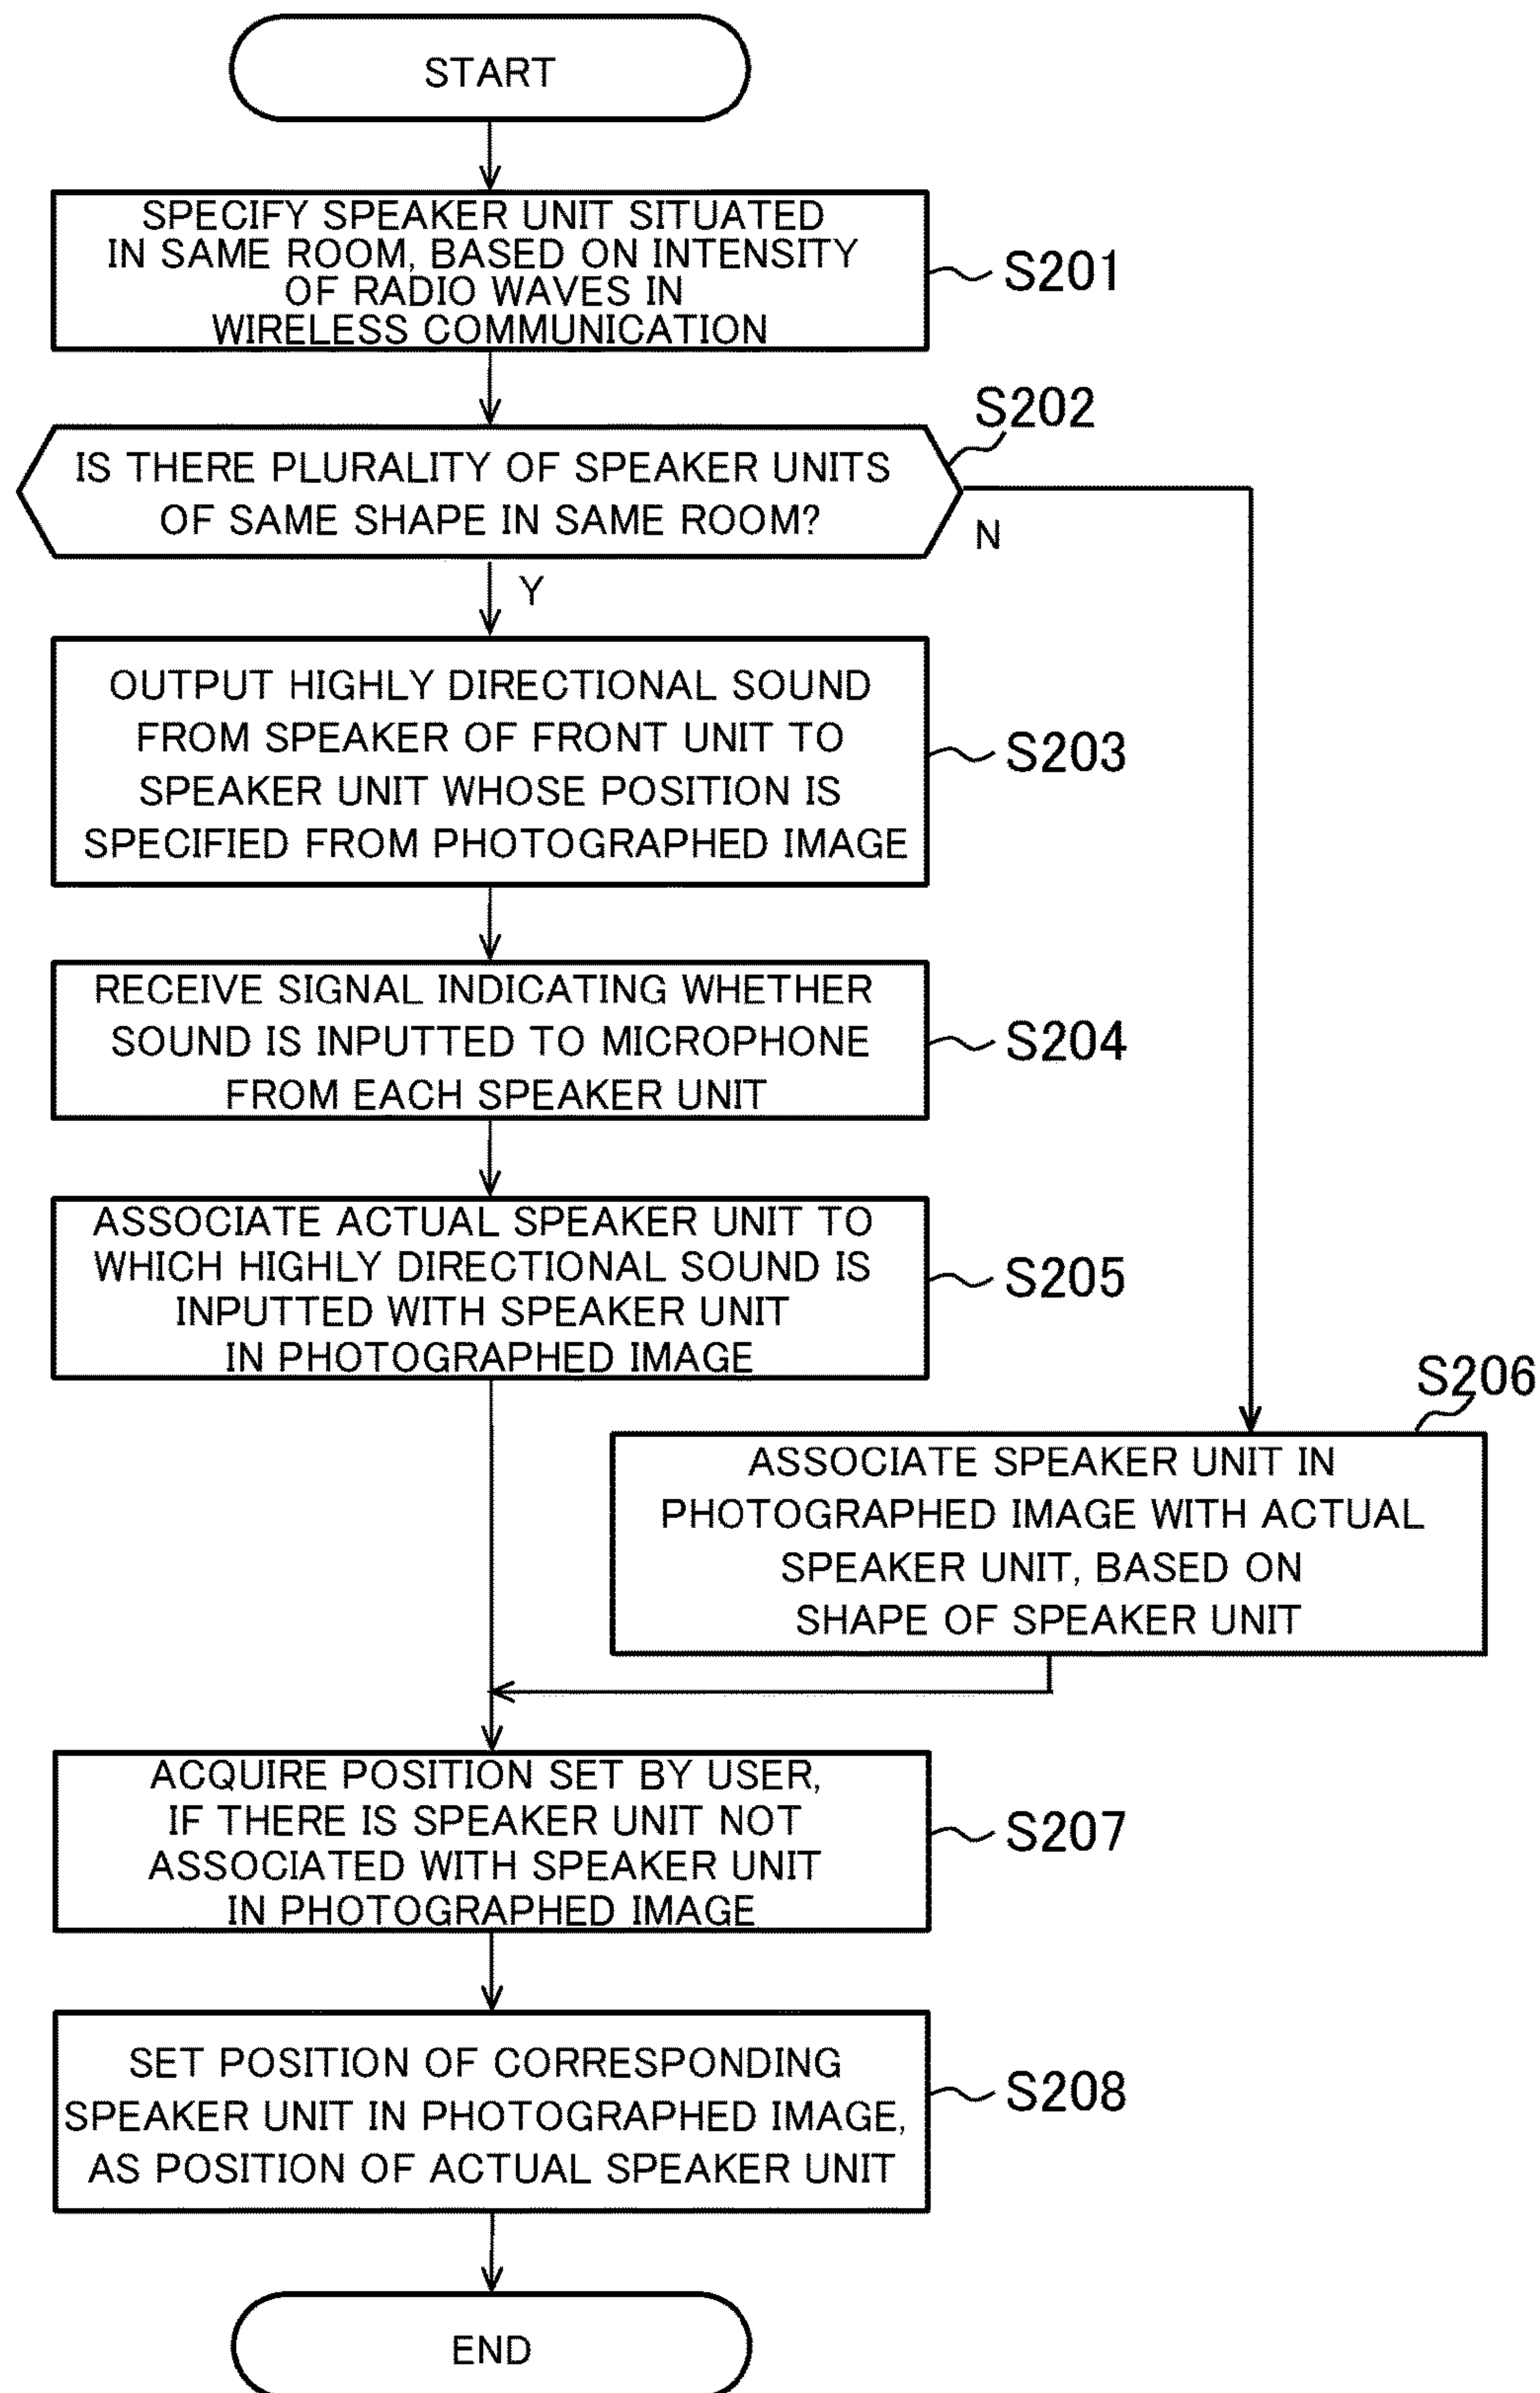 START
SPECIFY SPEAKER UNIT SITUATED
IN SAME ROOM, BASED ON INTENSITY
OF RADIO WAVES IN
WIRELESS COMMUNICATION
S201
S202
IS THERE PLURALITY OF SPEAKER UNITS
OF SAME SHAPE IN SAME ROOM?
N
Y
OUTPUT HIGHLY DIRECTIONAL SOUND
FROM SPEAKER OF FRONT UNIT TO
SPEAKER UNIT WHOSE POSITION IS
SPECIFIED FROM PHOTOGRAPHED IMAGE
S203
RECEIVE SIGNAL INDICATING WHETHER
SOUND IS INPUTTED TO MICROPHONE
FROM EACH SPEAKER UNIT
S204
ASSOCIATE ACTUAL SPEAKER UNIT TO
WHICH HIGHLY DIRECTIONAL SOUND IS
INPUTTED WITH SPEAKER UNIT
IN PHOTOGRAPHED IMAGE
S205
S206
ASSOCIATE SPEAKER UNIT IN
PHOTOGRAPHED IMAGE WITH ACTUAL
SPEAKER UNIT, BASED ON
SHAPE OF SPEAKER UNIT
ACQUIRE POSITION SET BY USER,
IF THERE IS SPEAKER UNIT NOT
ASSOCIATED WITH SPEAKER UNIT
IN PHOTOGRAPHED IMAGE
S207
SET POSITION OF CORRESPONDING
SPEAKER UNIT IN PHOTOGRAPHED IMAGE,
AS POSITION OF ACTUAL SPEAKER UNIT
S208
END